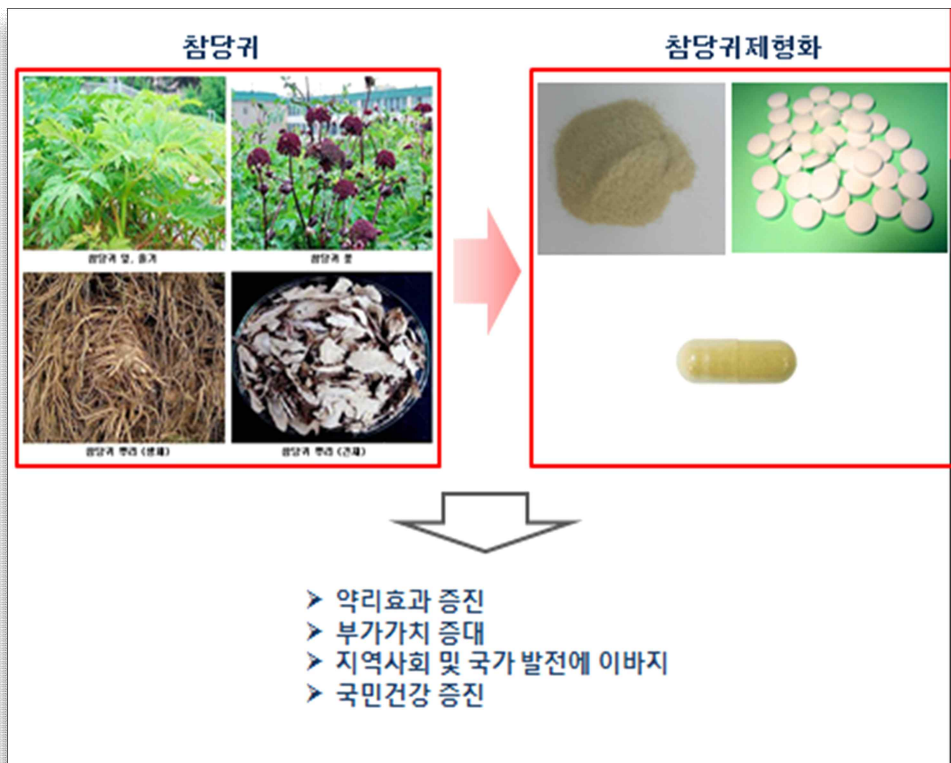 참당귀
참당귀제형화
참당귀 잎, 줄기
참당귀 꽃
참당귀 뿌리 (생재)
참당귀 뿌리 (건재)
➢ 약리효과 증진
➢ 부가가치 증대
➢ 지역사회 및 국가 발전에 이바지
➢ 국민건강 증진